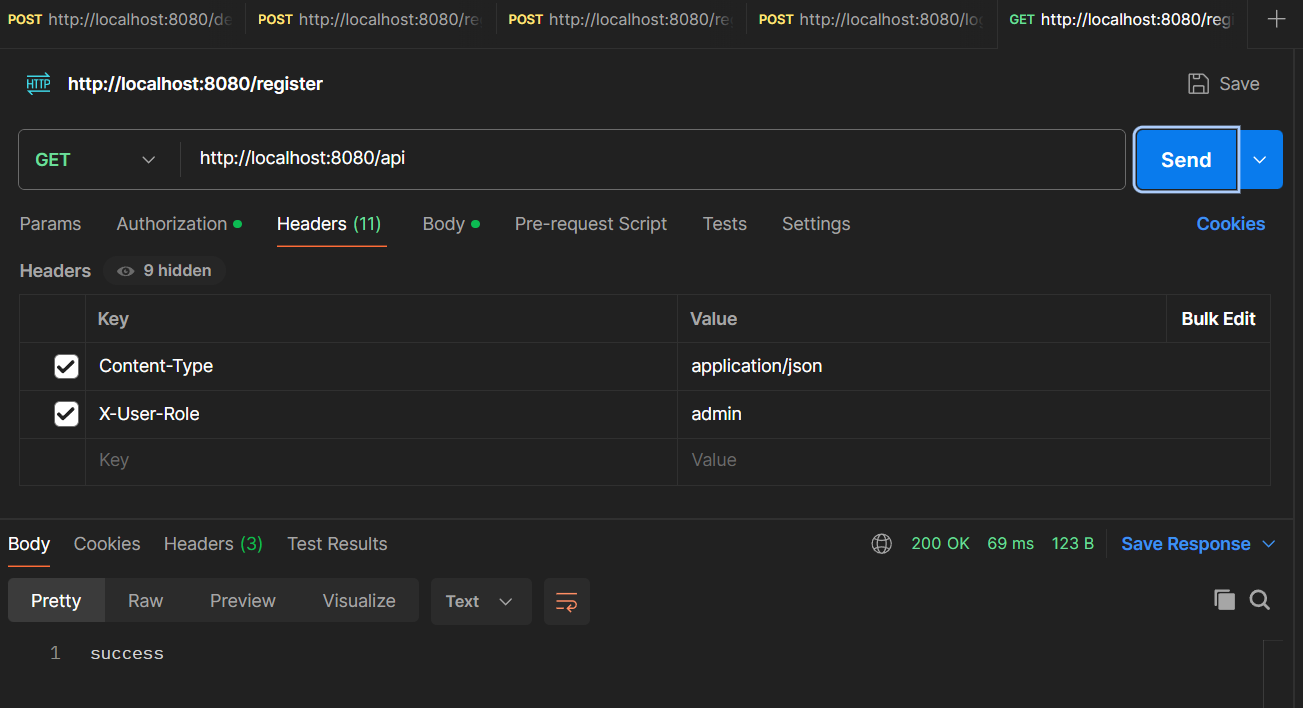 POST http://localhost:8080/de POST http://localhost:8080/re POST http://localhost:8080/re POST http://localhost:8080/lo GET http://localhost:8080/regi
HTTP http://localhost:8080/register Save
GET http://localhost:8080/api Send
Params Authorization Headers (11) Body Pre-request Script Tests Settings Cookies
Headers 9 hidden
Key Value Bulk Edit
Content-Type application/json
X-User-Role admin
Key Value
Body Cookies Headers (3) Test Results 200 OK 69 ms 123 B Save Response
Pretty Raw Preview Visualize Text
1 success